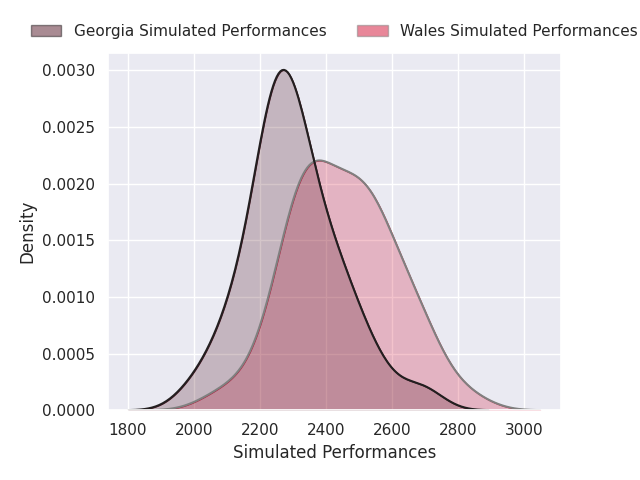 Georgia Simulated Performances Wales Simulated Performances
0.0030
0.0025
0.0020
0.0015
0.0010
0.0005
0.0000
Density
1800 2000 2200 2400 2600 2800 3000
Simulated Performances